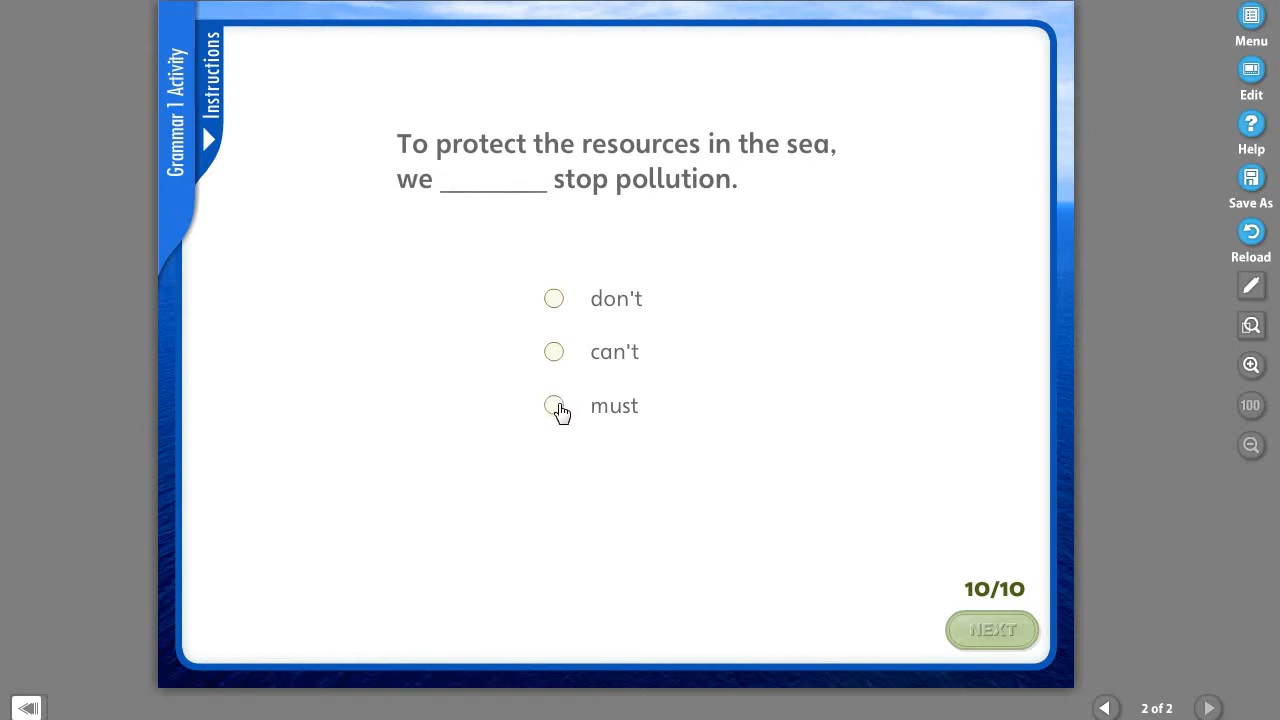 Grammar 1 Activity
Instructions
To protect the resources in the sea,
we ________ stop pollution.
don't
can't
must
10/10
NEXT
Menu
Edit
?
Help
Save As
Reload
100
2 of 2